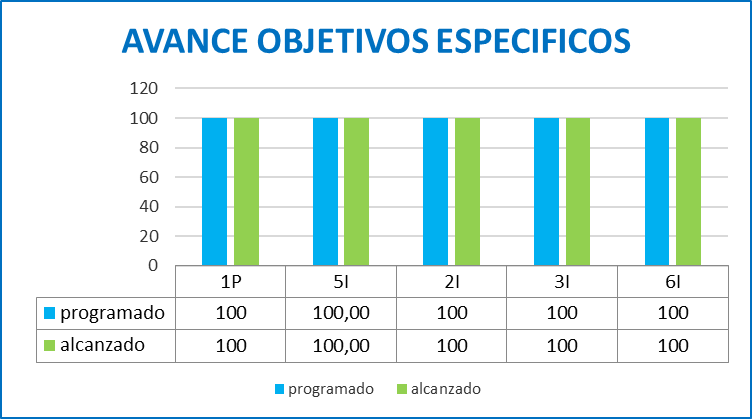 AVANCE OBJETIVOS ESPECIFICOS
120
100
80
60
40
20
0
1P 5I 2I 3I 6I
programado 100 100,00 100 100 100
alcanzado 100 100,00 100 100 100
programado alcanzado